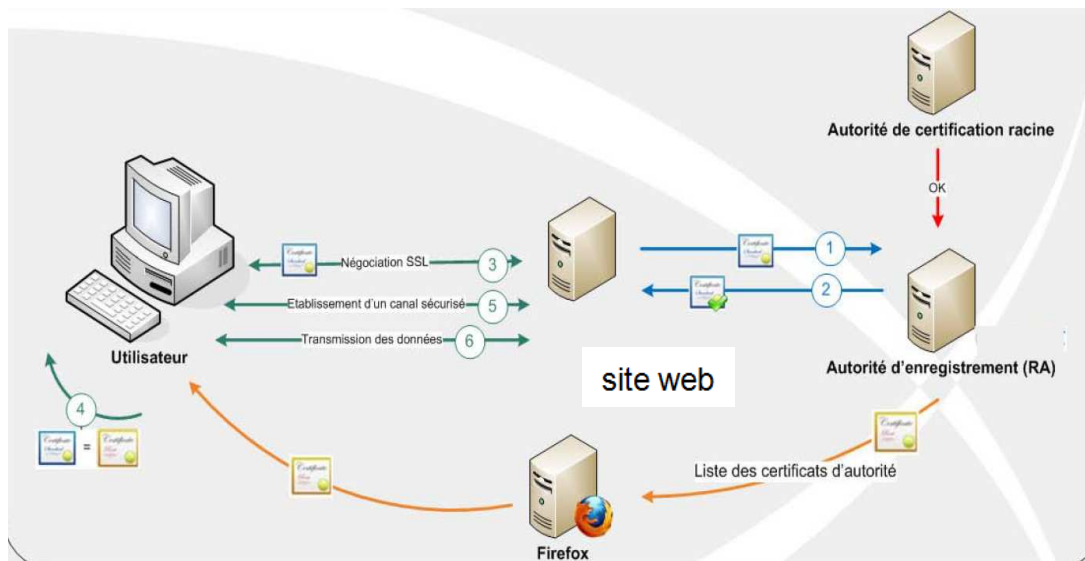 Autorité de certification racine
OK
1
Négociation SSL
3
2
Etablissement d'un canal sécurisé
5
Transmission des données
6
Utilisateur
Autorité d'enregistrement (RA)
site web
4
=
Liste des certificats d'autorité
Firefox